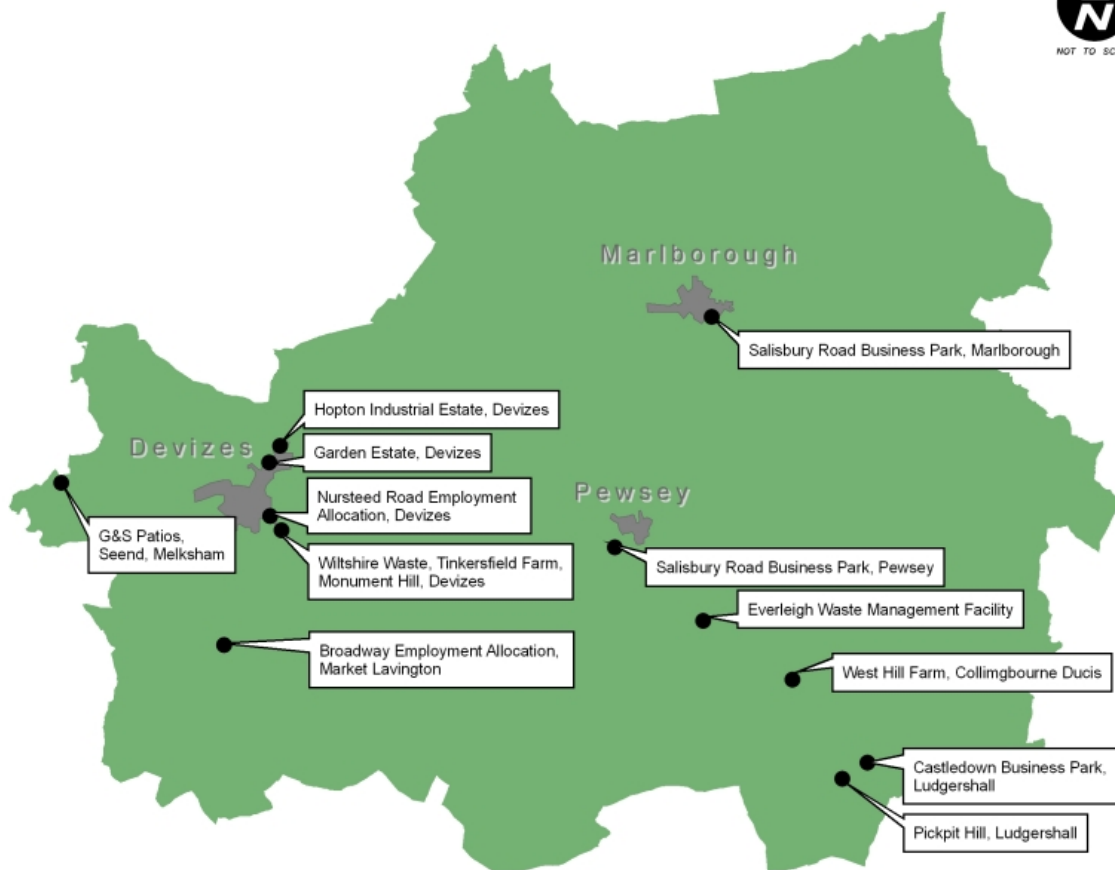 N
NOT TO SC
Marlborough
Salisbury Road Business Park, Marlborough
Hopton Industrial Estate, Devizes
Devizes
Garden Estate, Devizes
Nursteed Road Employment
Allocation, Devizes
Pewsey
G&S Patios,
Seend, Melksham
Wiltshire Waste, Tinkersfield Farm,
Monument Hill, Devizes
Salisbury Road Business Park, Pewsey
Everleigh Waste Management Facility
Broadway Employment Allocation,
Market Lavington
West Hill Farm, Collimgbourne Ducis
Castledown Business Park,
Ludgershall
Pickpit Hill, Ludgershall